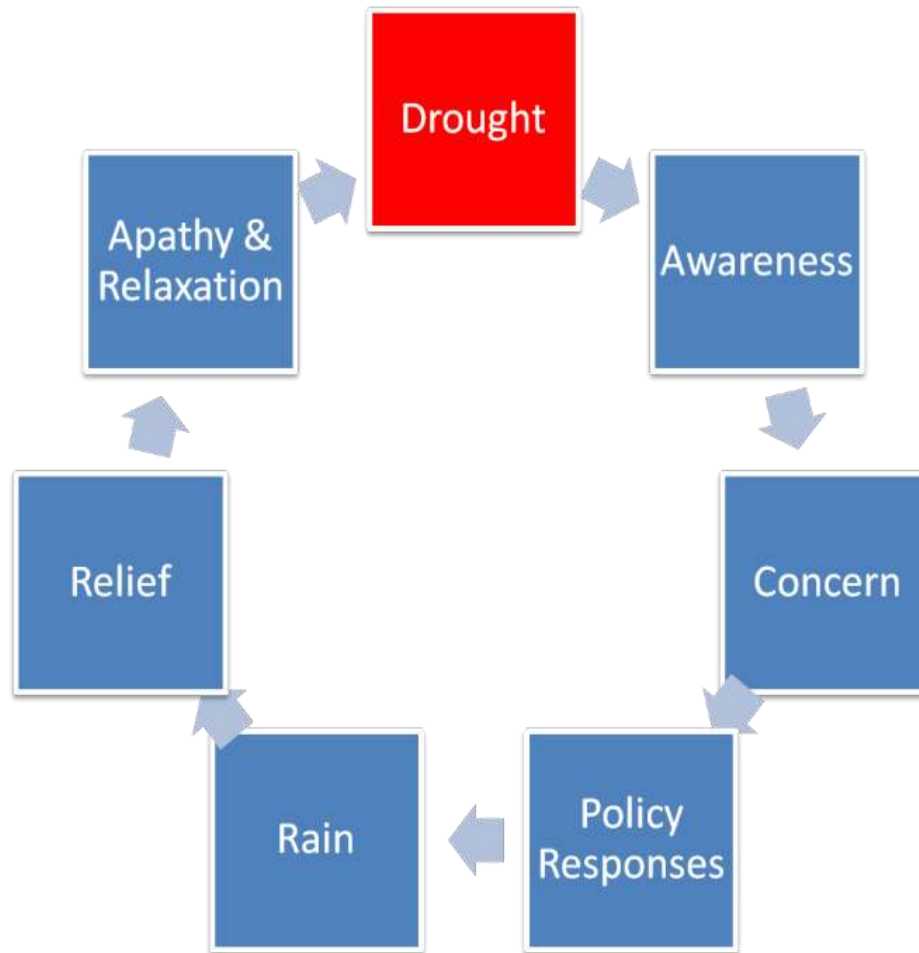 Drought
Awareness
Concern
Policy
Responses
Rain
Relief
Apathy &
Relaxation